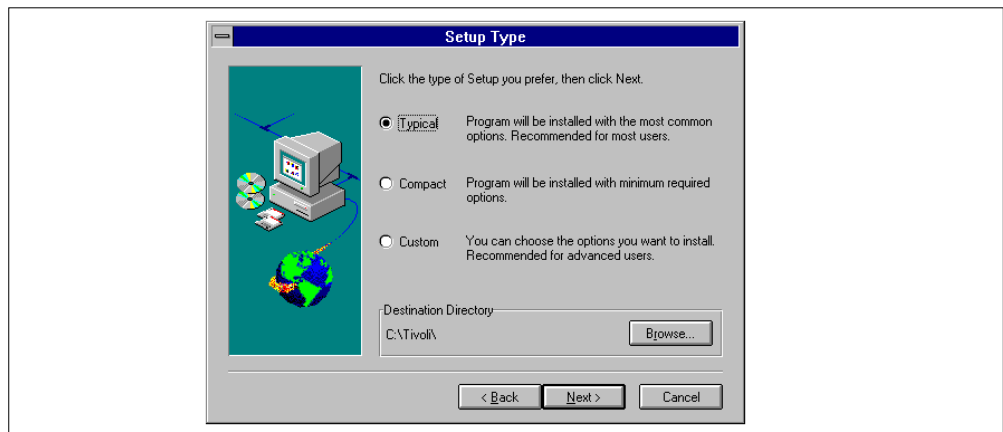 Setup Type
Click the type of Setup you prefer, then click Next.
Typical Program will be installed with the most common
options. Recommended for most users.
Compact Program will be installed with minimum required
options.
Custom You can choose the options you want to install.
Recommended for advanced users.
Destination Directory
C:\Tivoli\ Browse...
< Back Next > Cancel